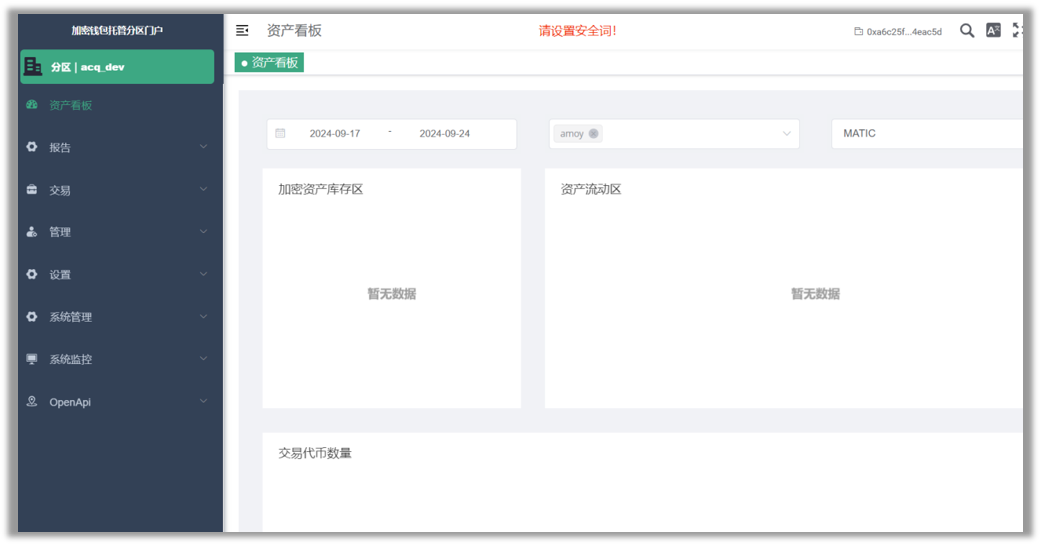 加密钱包托管分区门户
资产看板
请设置安全词!
0xa6c25f...4eac5d
分区 | acq_dev
资产看板
资产看板
报告
交易
管理
设置
系统管理
系统监控
OpenApi
2024-09-17 - 2024-09-24
amoy
MATIC
加密资产库存区
资产流动区
暂无数据
暂无数据
交易代币数量